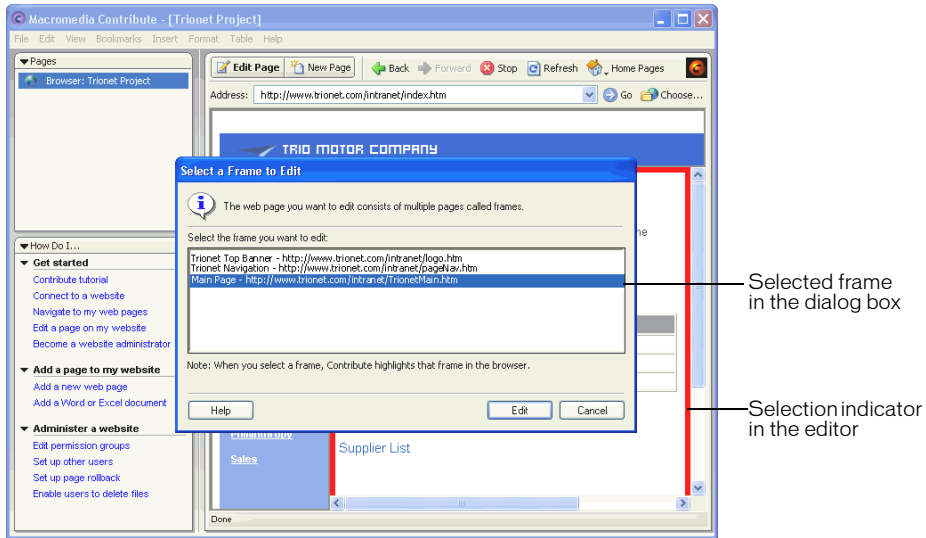 Macromedia Contribute - [Trionet Project]
File Edit View Bookmarks Insert Format Table Help
Pages
Browser: Trionet Project
Edit Page New Page Back Forward Stop Refresh Home Pages
Address: http://www.trionet.com/intranet/index.htm Go Choose...
TRIO MOTOR COMPANY
Select a Frame to Edit
The web page you want to edit consists of multiple pages called frames.
Select the frame you want to edit:
Trionet Top Banner - http://www.trionet.com/intranet/logo.htm
Trionet Navigation - http://www.trionet.com/intranet/pageNav.htm
Main Page - http://www.trionet.com/intranet/TrionetMain.htm
Note: When you select a frame, Contribute highlights that frame in the browser.
Help Edit Cancel
How Do I...
Get started
Contribute tutorial
Connect to a website
Navigate to my web pages
Edit a page on my website
Become a website administrator
Add a page to my website
Add a new web page
Add a Word or Excel document
Administer a website
Edit permission groups
Set up other users
Set up page rollback
Enable users to delete files
Philanthropy
Sales
Supplier List
Done
Selected frame
in the dialog box
Selection indicator
in the editor